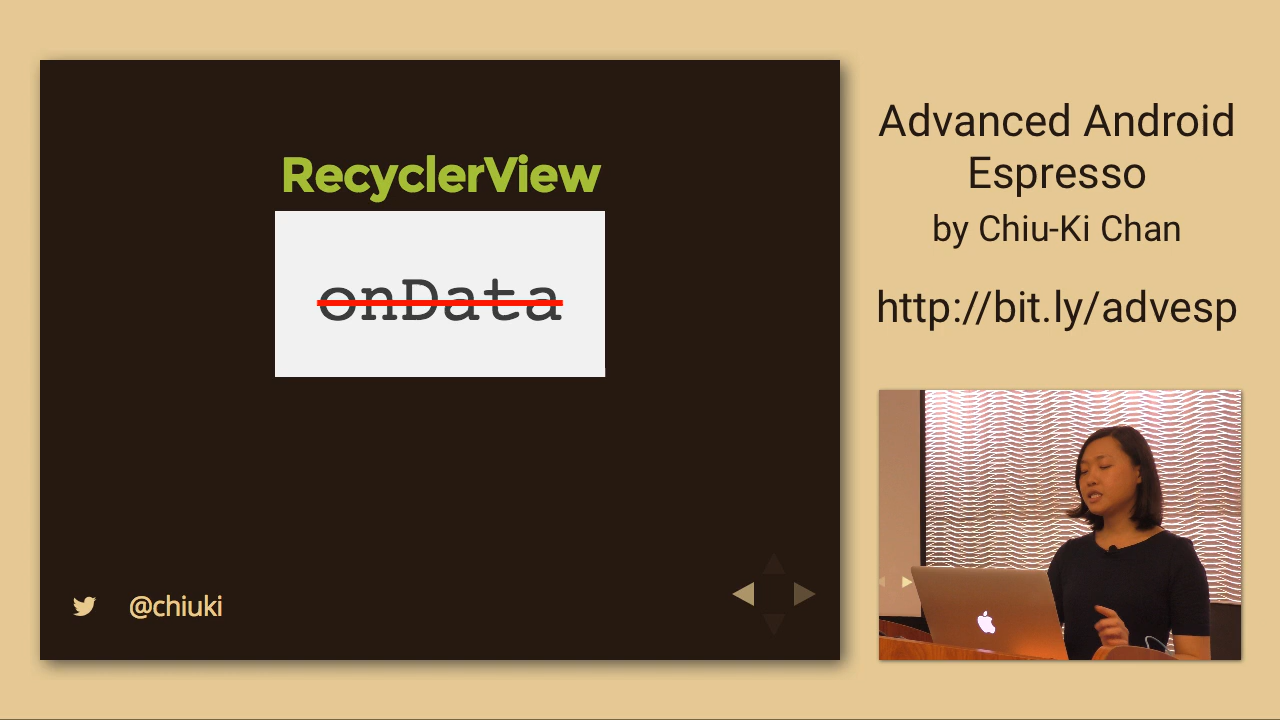 RecyclerView
onData
@chiuki
Advanced Android
Espresso
by Chiu-Ki Chan
http://bit.ly/advesp